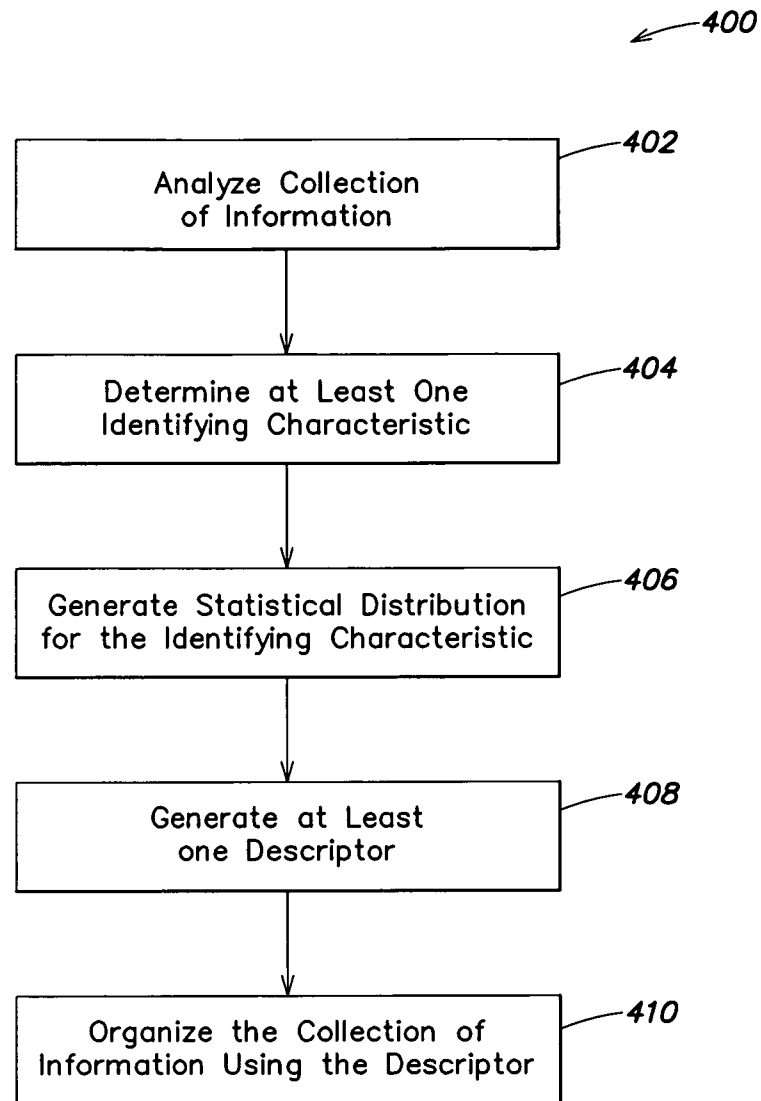 400
402
Analyze Collection
of Information
404
Determine at Least One
Identifying Characteristic
406
Generate Statistical Distribution
for the Identifying Characteristic
408
Generate at Least
one Descriptor
410
Organize the Collection of
Information Using the Descriptor